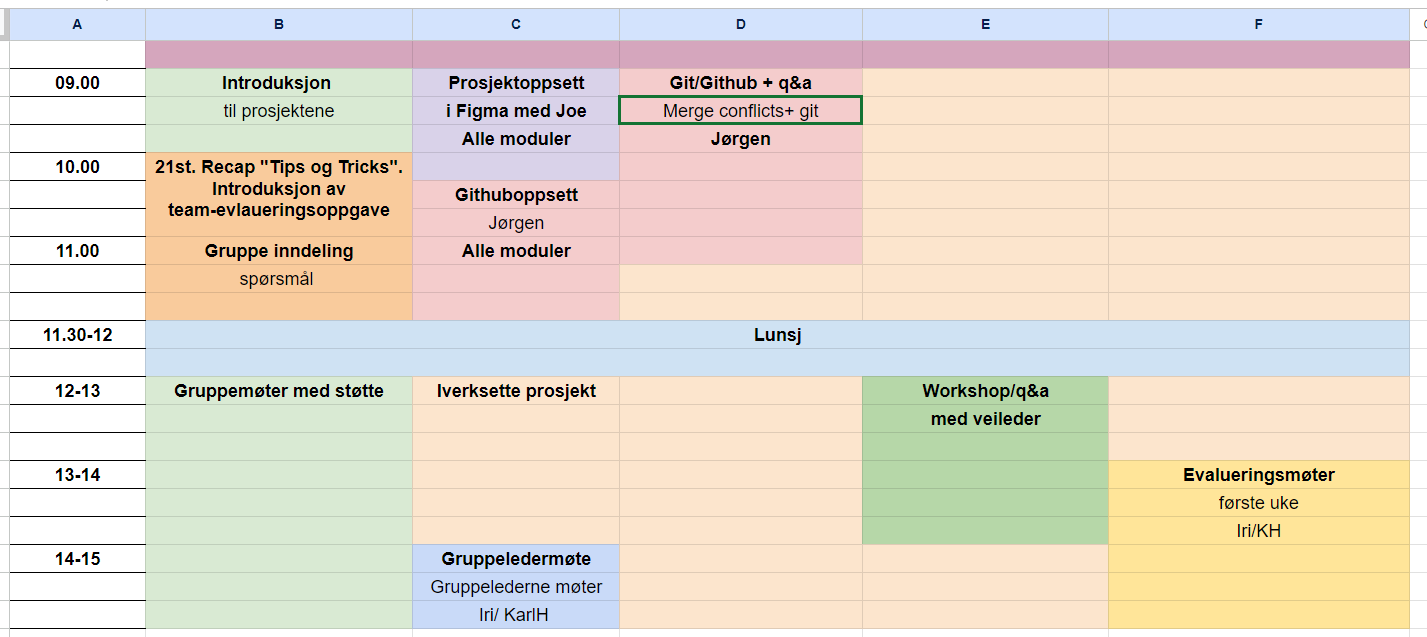 A B C D E F
09.00 Introduksjon Prosjektoppsett Git/Github + q&a
til prosjektene i Figma med Joe Merge conflicts+ git
Alle moduler Jørgen
10.00 21st. Recap "Tips og Tricks".
Introduksjon av Githuboppsett
team-evlaueringsoppgave Jørgen
11.00 Gruppe inndeling Alle moduler
spørsmål
11.30-12 Lunsj
12-13 Gruppemøter med støtte Iverksette prosjekt Workshop/q&a
med veileder
13-14 Evalueringsmøter
første uke
Iri/KH
14-15 Gruppeledermøte
Gruppelederne møter
Iri/ KarlH